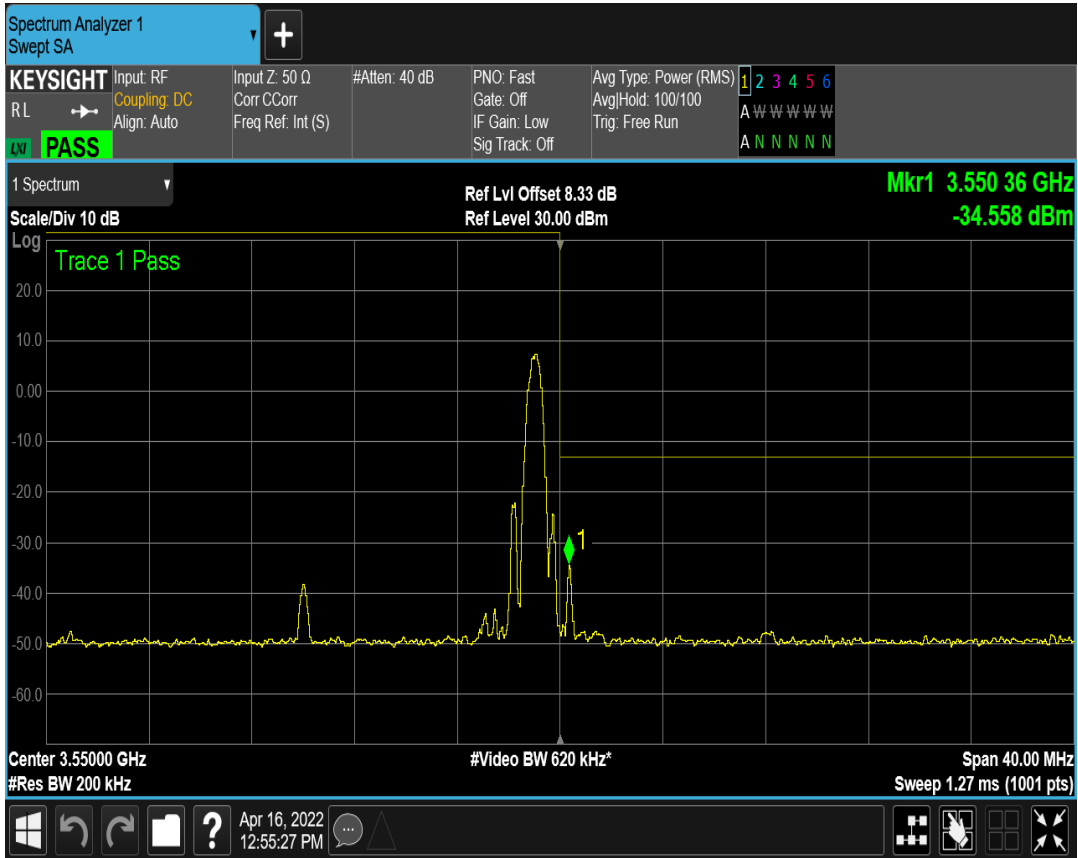 Spectrum Analyzer 1
Swept SA
+
KEYSIGHT
RL
LXI PASS
Input: RF
Coupling: DC
Align: Auto
Input Z: 50 Ω
Corr CCorr
Freq Ref: Int (S)
#Atten: 40 dB
PNO: Fast
Gate: Off
IF Gain: Low
Sig Track: Off
Avg Type: Power (RMS)
Avg|Hold: 100/100
Trig: Free Run
1 2 3 4 5 6
A W W W W W
A N N N N N
1 Spectrum
Scale/Div 10 dB
Log
Ref Lvl Offset 8.33 dB
Ref Level 30.00 dBm
Mkr1 3.550 36 GHz
-34.558 dBm
Trace 1 Pass
20.0
10.0
0.00
-10.0
-20.0
-30.0
1
-40.0
-50.0
-60.0
Center 3.55000 GHz
#Res BW 200 kHz
#Video BW 620 kHz*
Span 40.00 MHz
Sweep 1.27 ms (1001 pts)
?
Apr 16, 2022
12:55:27 PM